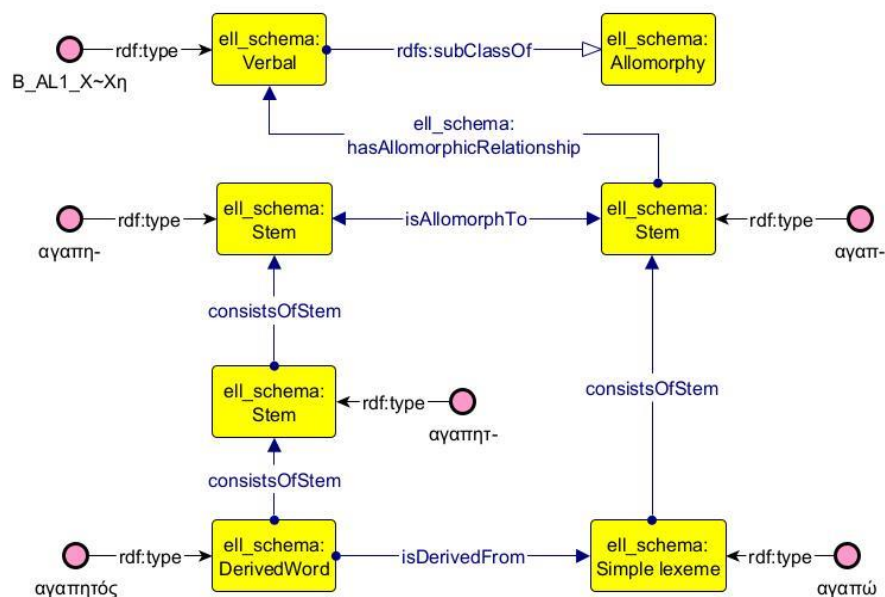 ell_schema:
Verbal
rdfs:subClassOf
ell_schema:
Allomorphy
rdf:type
B_AL1_X~Xη
ell_schema:
hasAllomorphicRelationship
ell_schema:
Stem
isAllomorphTo
ell_schema:
Stem
rdf:type
αγαπη-
rdf:type
αγαπ-
consistsOfStem
ell_schema:
Stem
rdf:type
αγαπητ-
consistsOfStem
consistsOfStem
ell_schema:
DerivedWord
isDerivedFrom
ell_schema:
Simple lexeme
rdf:type
αγαπητός
rdf:type
αγαπώ